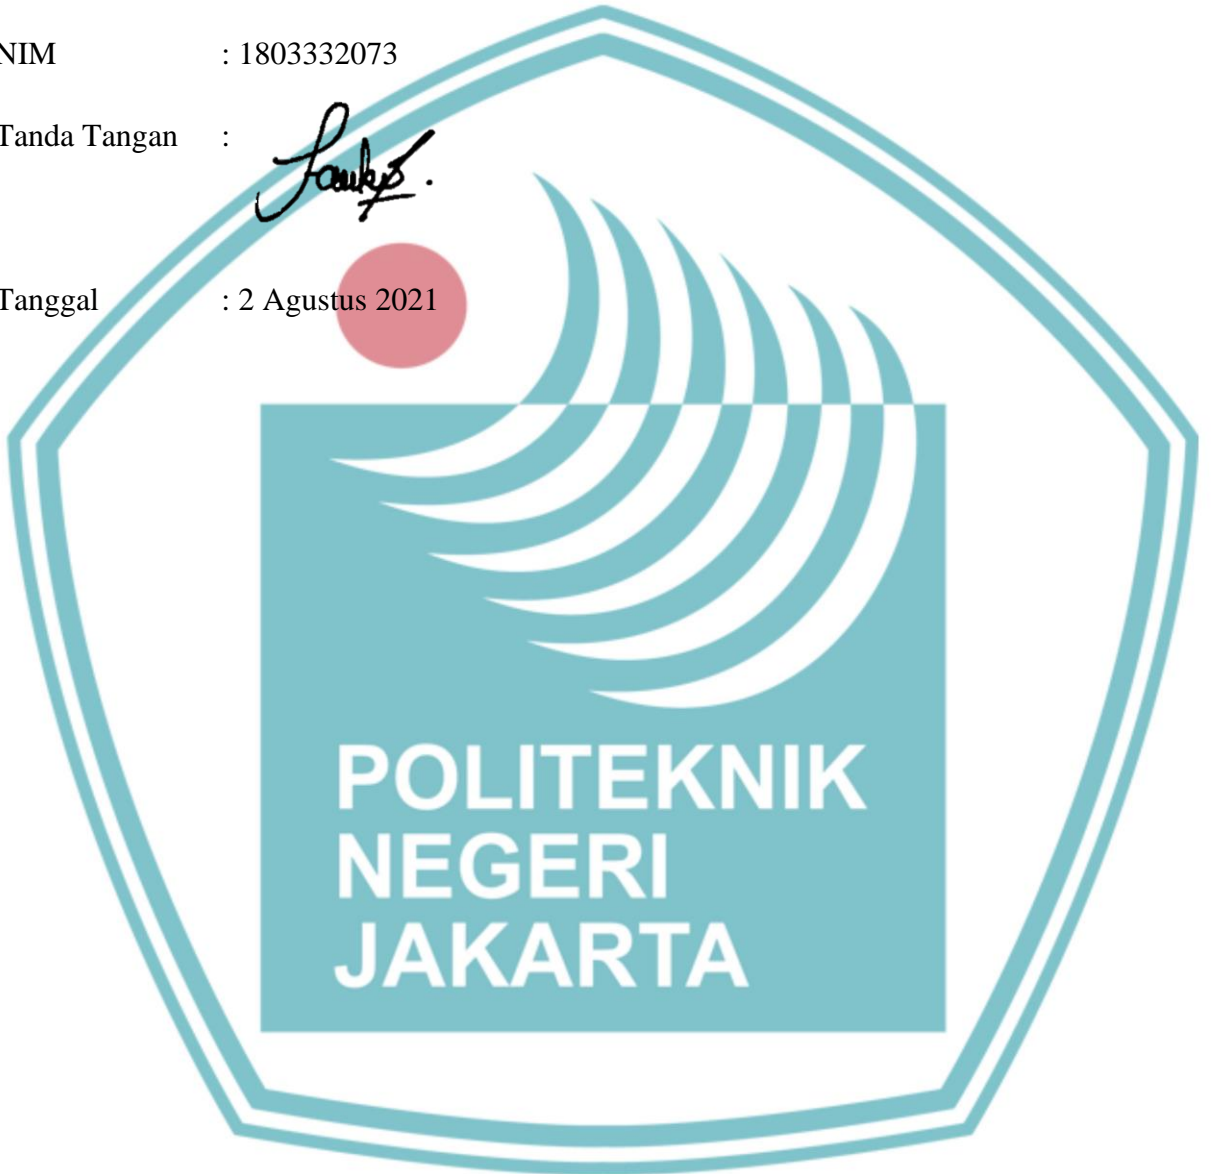 NIM : 1803332073
Tanda Tangan :
Tanggal : 2 Agustus 2021
POLITEKNIK
NEGERI
JAKARTA